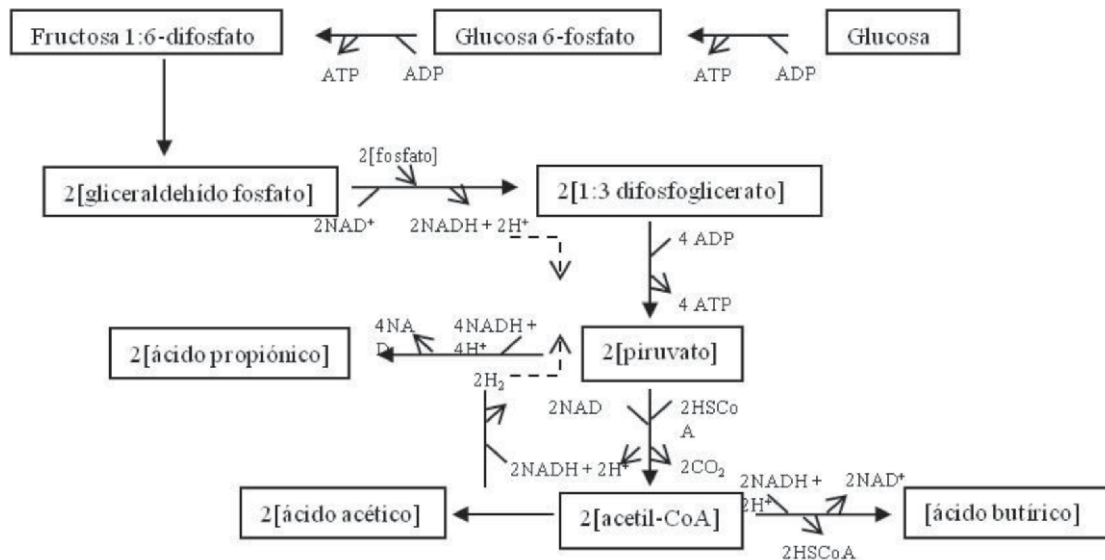 Fructosa 1:6-difosfato
Glucosa 6-fosfato
Glucosa
ATP
ADP
ATP
ADP
2[fosfato]
2[gliceraldehído fosfato]
2[1:3 difosfoglicerato]
2NAD⁺
2NADH + 2H⁺
4 ADP
4 ATP
4NA
D
4NADH +
4H⁺
2[ácido propiónico]
2[piruvato]
2H₂
2NAD
2HSCo
A
2NADH + 2H⁺
2CO₂
2NADH +
2H⁺
2NAD⁺
2[ácido acético]
2[acetil-CoA]
[ácido butírico]
2HSCoA